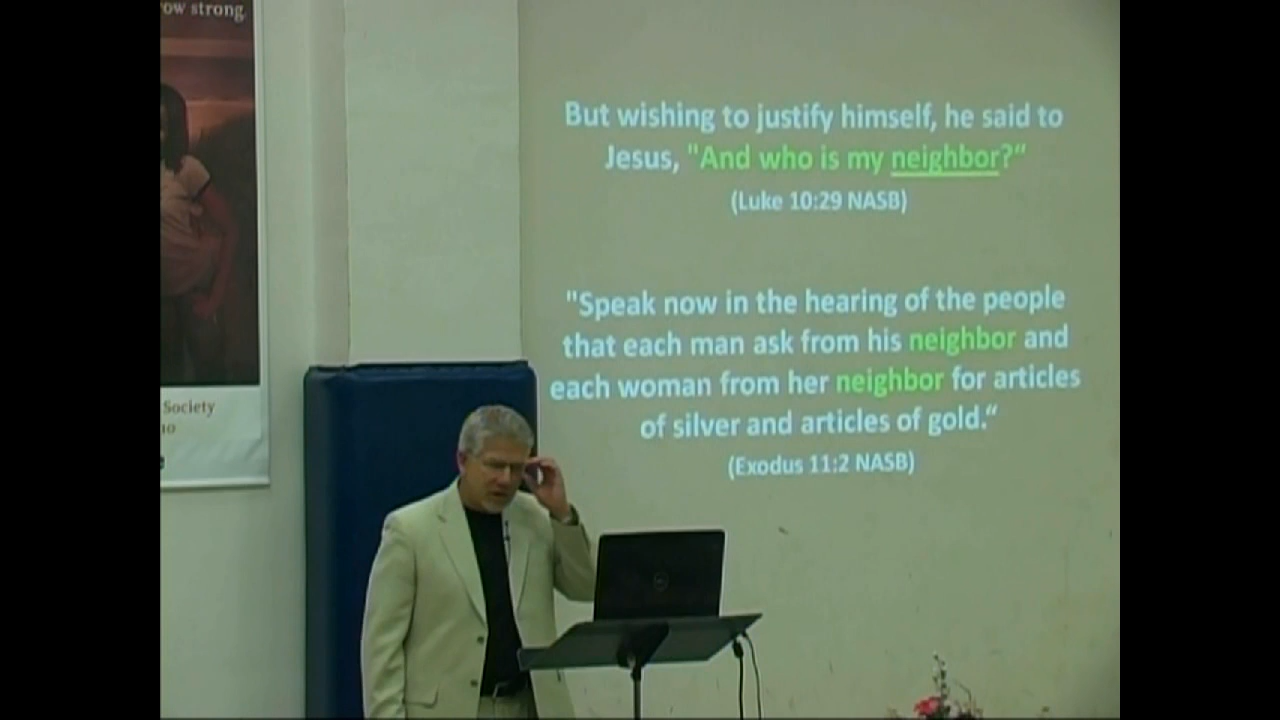 ow strong.
Society
10
But wishing to justify himself, he said to
Jesus, "And who is my neighbor?“
(Luke 10:29 NASB)
"Speak now in the hearing of the people
that each man ask from his neighbor and
each woman from her neighbor for articles
of silver and articles of gold.“
(Exodus 11:2 NASB)